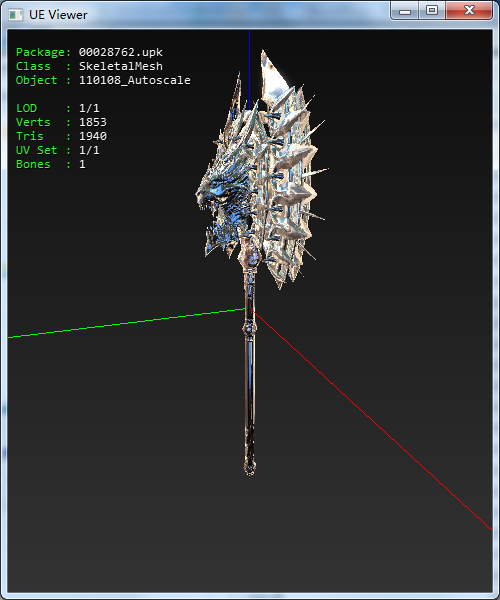 UE Viewer
Package: 00028762.upk
Class  : SkeletalMesh
Object : 110108_Autoscale
LOD    : 1/1
Verts  : 1853
Tris   : 1940
UV Set : 1/1
Bones  : 1